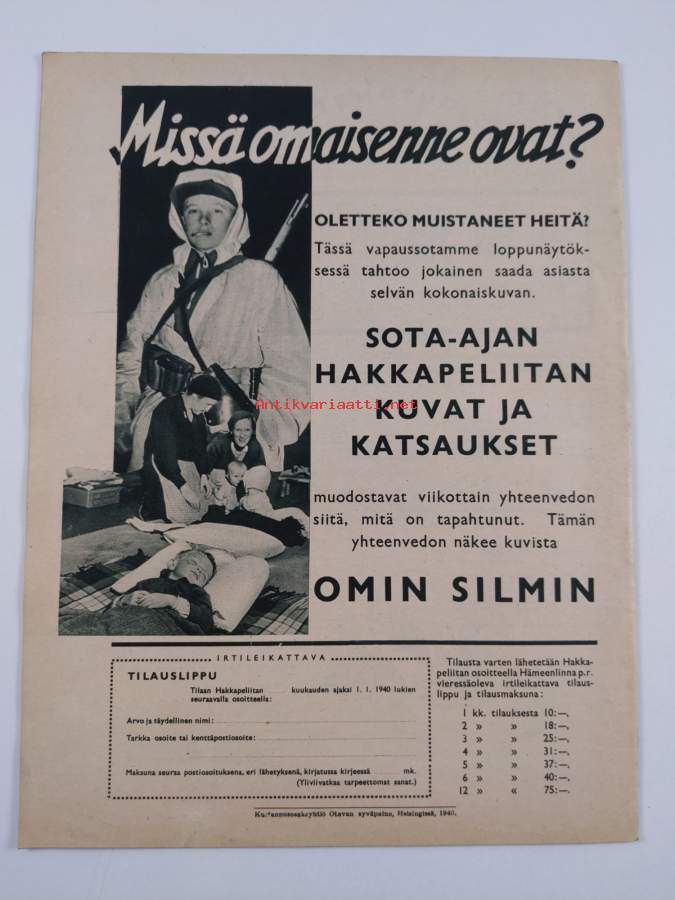 Missä omaisenne ovat?
OLETTEKO MUISTANEET HEITÄ?
Tässä vapaussotamme loppunäytök-
sessä tahtoo jokainen saada asiasta
selvän kokonaiskuvan.
SOTA-AJAN
HAKKAPELIITAN
KUVAT JA
KATSAUKSET
Antikvariaatti.net
muodostavat viikottain yhteenvedon
siitä, mitä on tapahtunut. Tämän
yhteenvedon näkee kuvista
OMIN SILMIN
IRTILEIKATTAVA
TILAUSLIPPU
Tilaan Hakkapeliitan kuukauden ajaksi 1. 1. 1940 lukien
seuraavalla osoitteella:
Arvo ja täydellinen nimi:
Tarkka osoite tai kenttäpostiosoite:
Maksuna seuraa postiosoituksena, eri lähetyksenä, kirjatussa kirjeessä mk.
(Yliviivatkaa tarpeettomat sanat.)
Tilausta varten lähetetään Hakka-
peliitan osoitteella Hämeenlinna p.r.
vieressäoleva irtileikattava tilaus-
lippu ja tilausmaksuna:
1 kk. tilauksesta 10:—,
2 » » 18:—,
3 » « 25:—,
4 » » 31:—,
5 » » 37:—,
6 » » 40:—,
12 » « 75:—.
Kustannusosakeyhtiö Otavan syväpaino, Helsingissä, 1940.